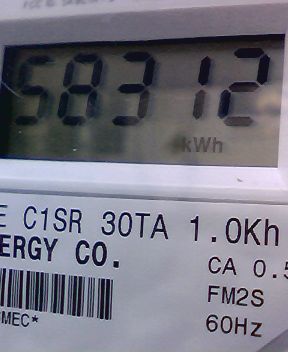 58312
kWh
E C1SR 30TA 1.0Kh
ERGY CO.
CA 0.5
FM2S
MEC*
60Hz